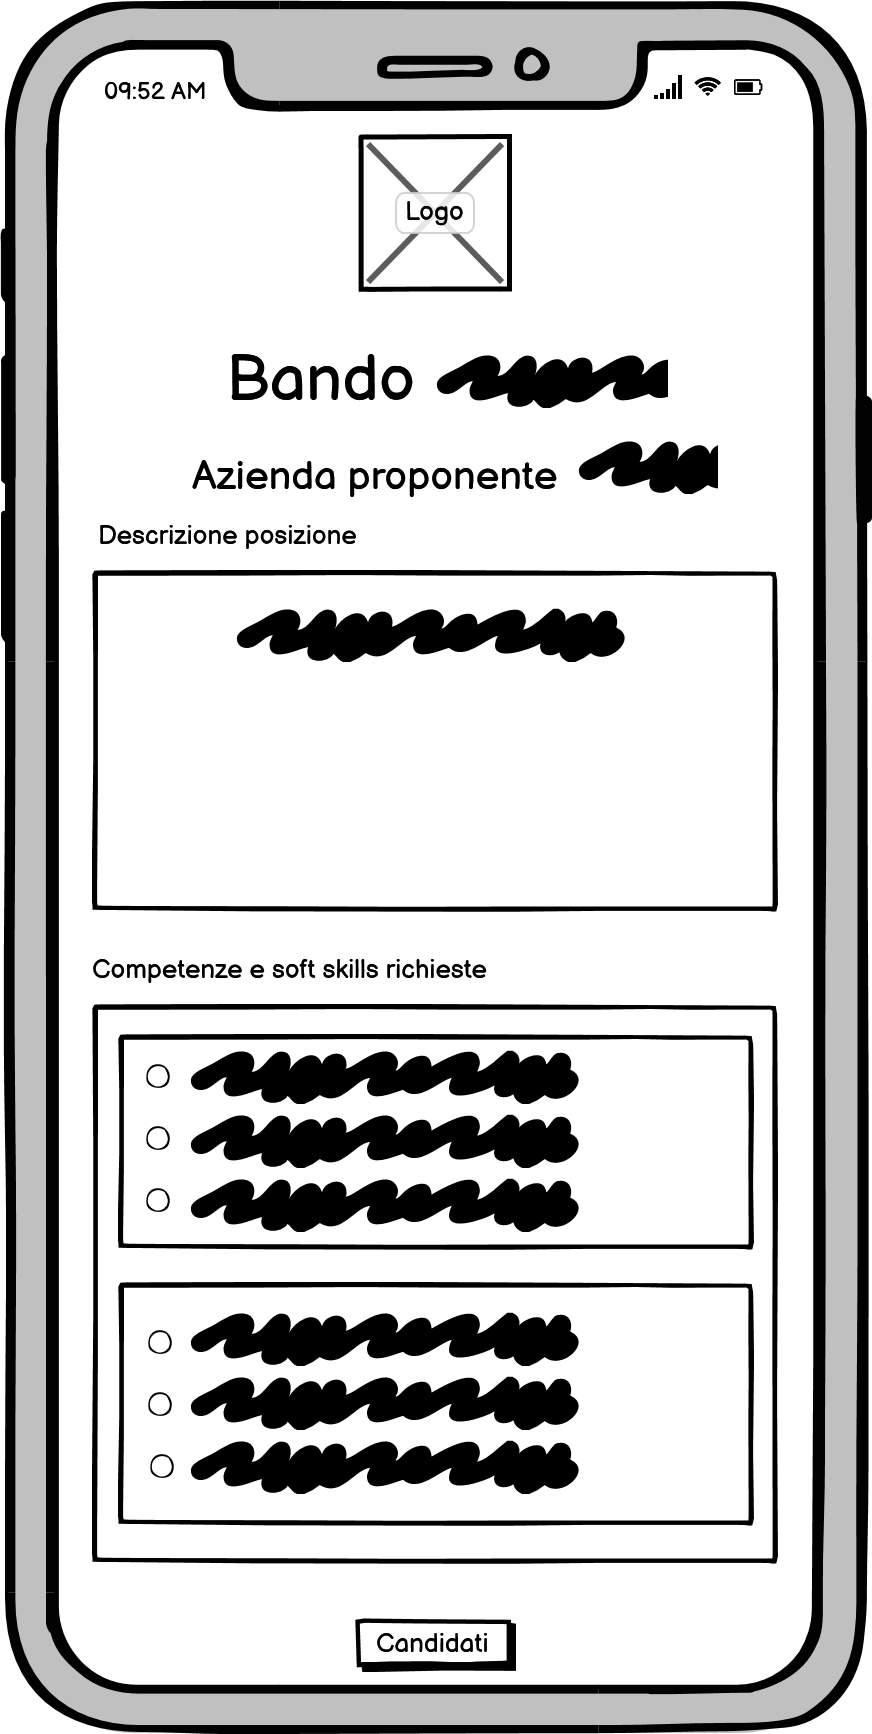 09:52 AM
Logo
Bando
Azienda proponente
Descrizione posizione
Competenze e soft skills richieste
Candidati